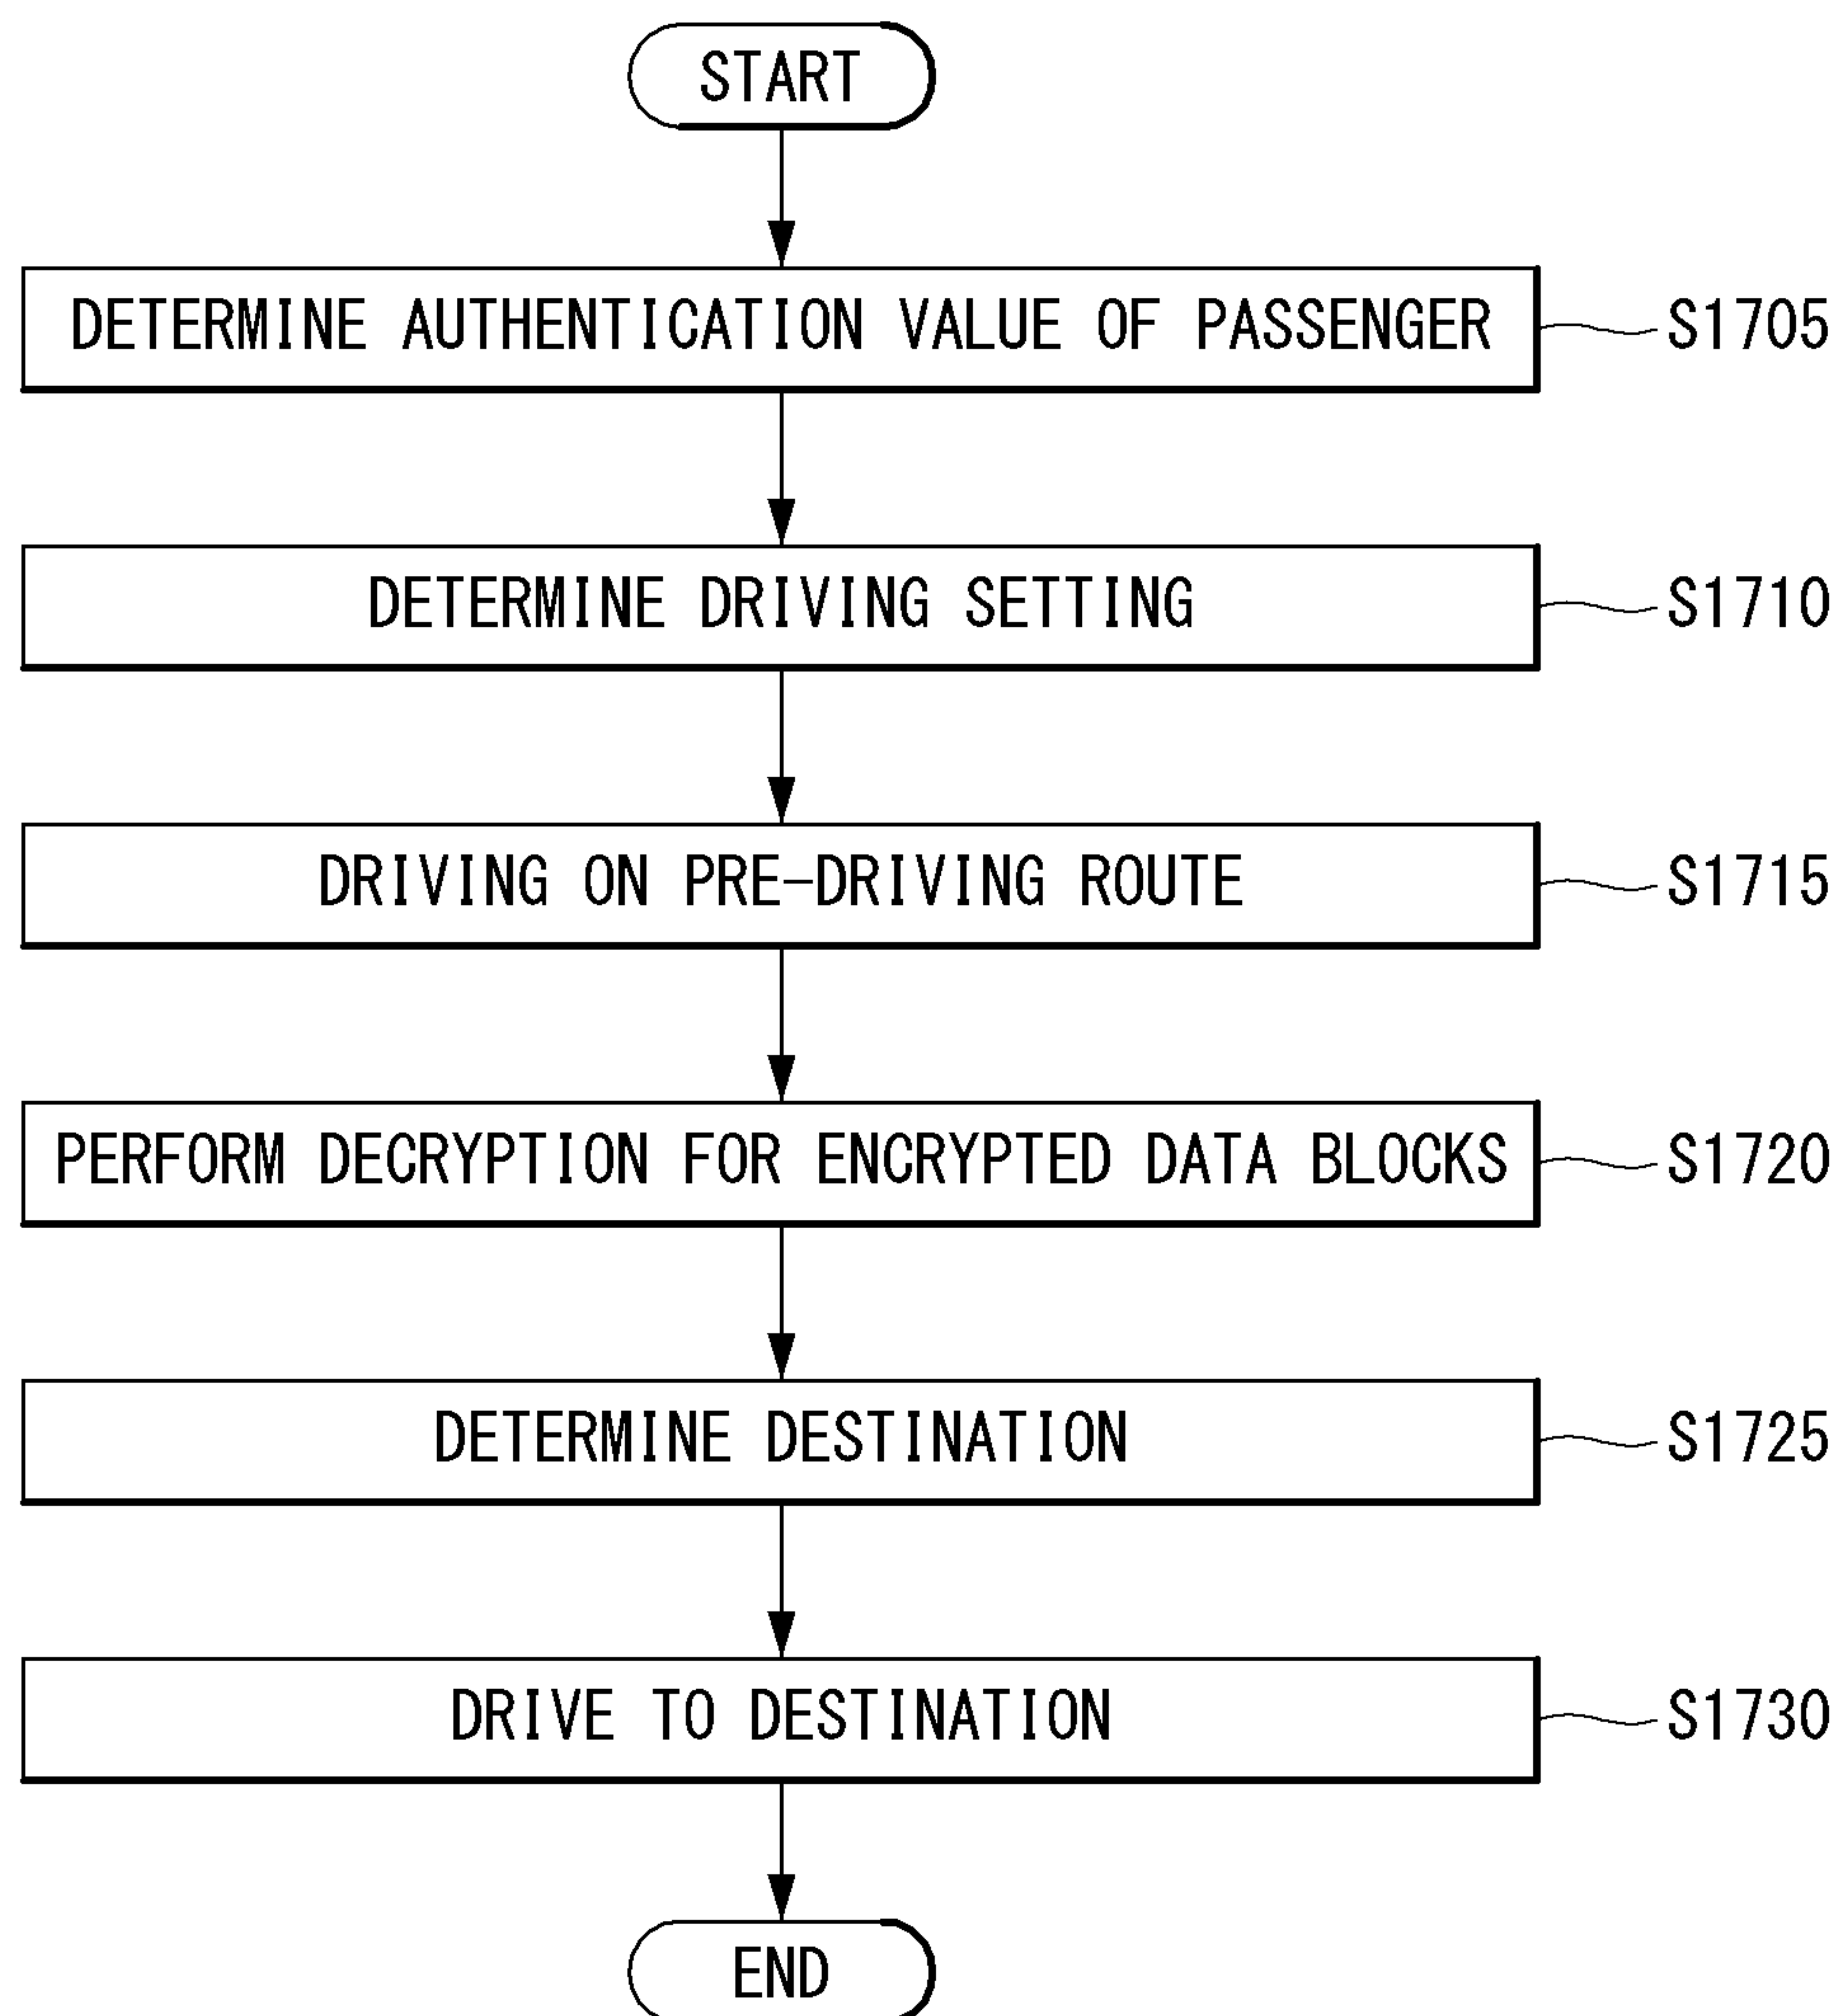 START
DETERMINE AUTHENTICATION VALUE OF PASSENGER S1705
DETERMINE DRIVING SETTING S1710
DRIVING ON PRE-DRIVING ROUTE S1715
PERFORM DECRYPTION FOR ENCRYPTED DATA BLOCKS S1720
DETERMINE DESTINATION S1725
DRIVE TO DESTINATION S1730
END